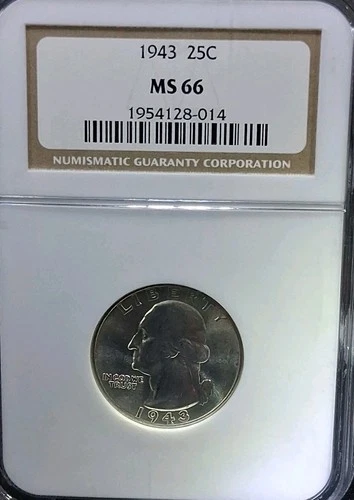 1943 25C
MS 66
1954128-014
NUMISMATIC GUARANTY CORPORATION
LIBERTY
IN GOD WE
TRUST
1943